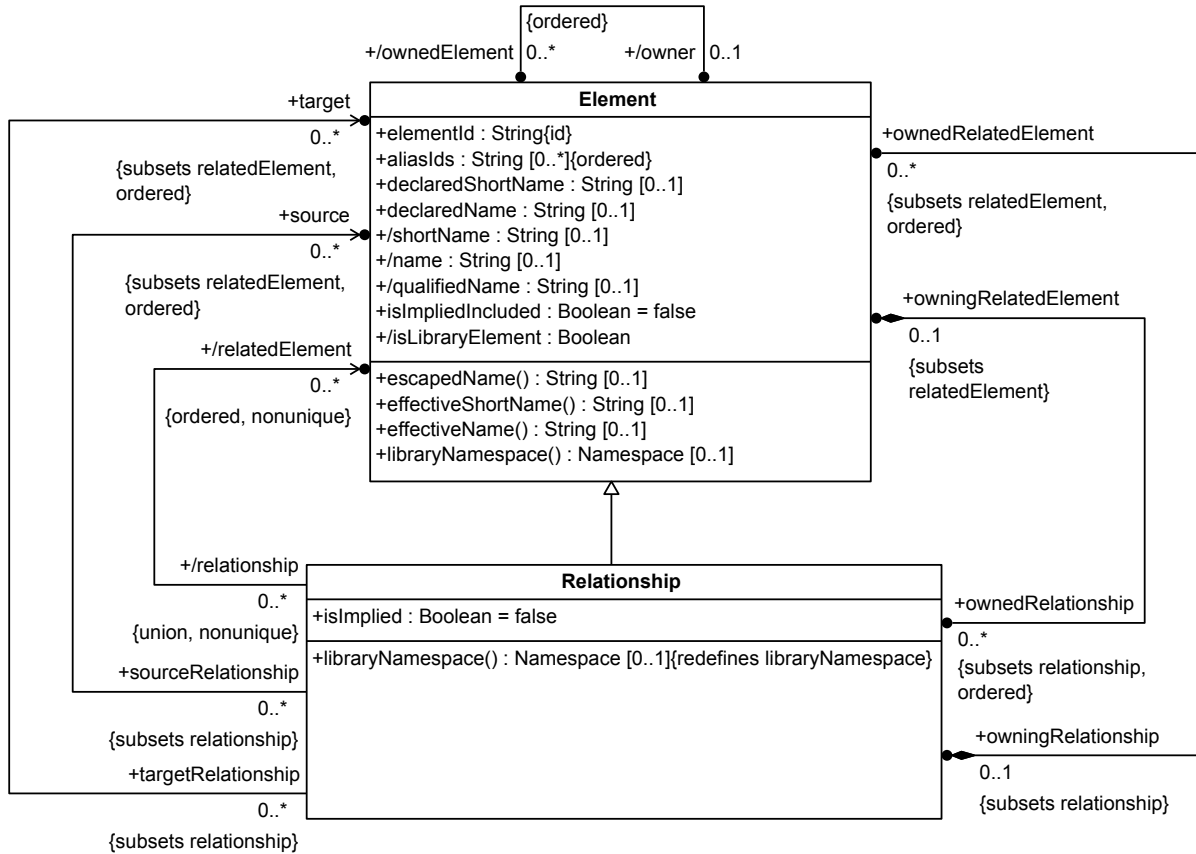 {ordered}
+/ownedElement
0..*
+/owner
0..1
Element
+elementId : String{id}
+aliasIds : String [0..*]{ordered}
+declaredShortName : String [0..1]
+declaredName : String [0..1]
+/shortName : String [0..1]
+/name : String [0..1]
+/qualifiedName : String [0..1]
+isImpliedIncluded : Boolean = false
+/isLibraryElement : Boolean
+escapedName() : String [0..1]
+effectiveShortName() : String [0..1]
+effectiveName() : String [0..1]
+libraryNamespace() : Namespace [0..1]
+target
0..*
{subsets relatedElement,
ordered}
+source
0..*
{subsets relatedElement,
ordered}
+/relatedElement
0..*
{ordered, nonunique}
+ownedRelatedElement
0..*
{subsets relatedElement,
ordered}
+owningRelatedElement
0..1
{subsets
relatedElement}
+/relationship
0..*
{union, nonunique}
+sourceRelationship
0..*
{subsets relationship}
+targetRelationship
0..*
{subsets relationship}
Relationship
+isImplied : Boolean = false
+libraryNamespace() : Namespace [0..1]{redefines libraryNamespace}
+ownedRelationship
0..*
{subsets relationship,
ordered}
+owningRelationship
0..1
{subsets relationship}